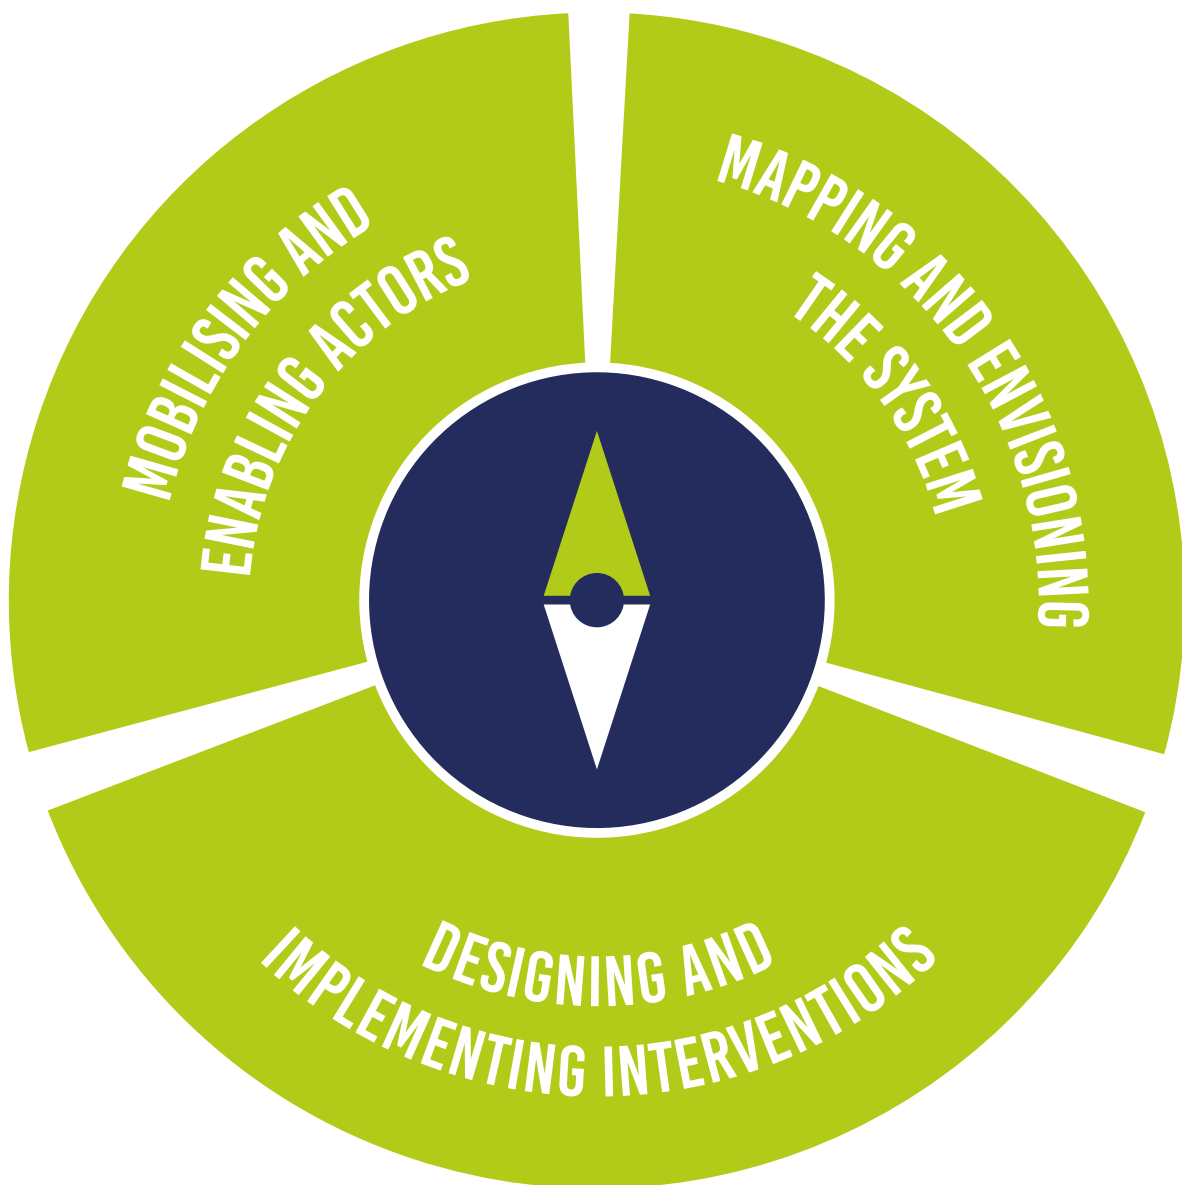 MOBILISING AND
ENABLING ACTORS
MAPPING AND ENVISIONING
THE SYSTEM
DESIGNING AND
IMPLEMENTING INTERVENTIONS